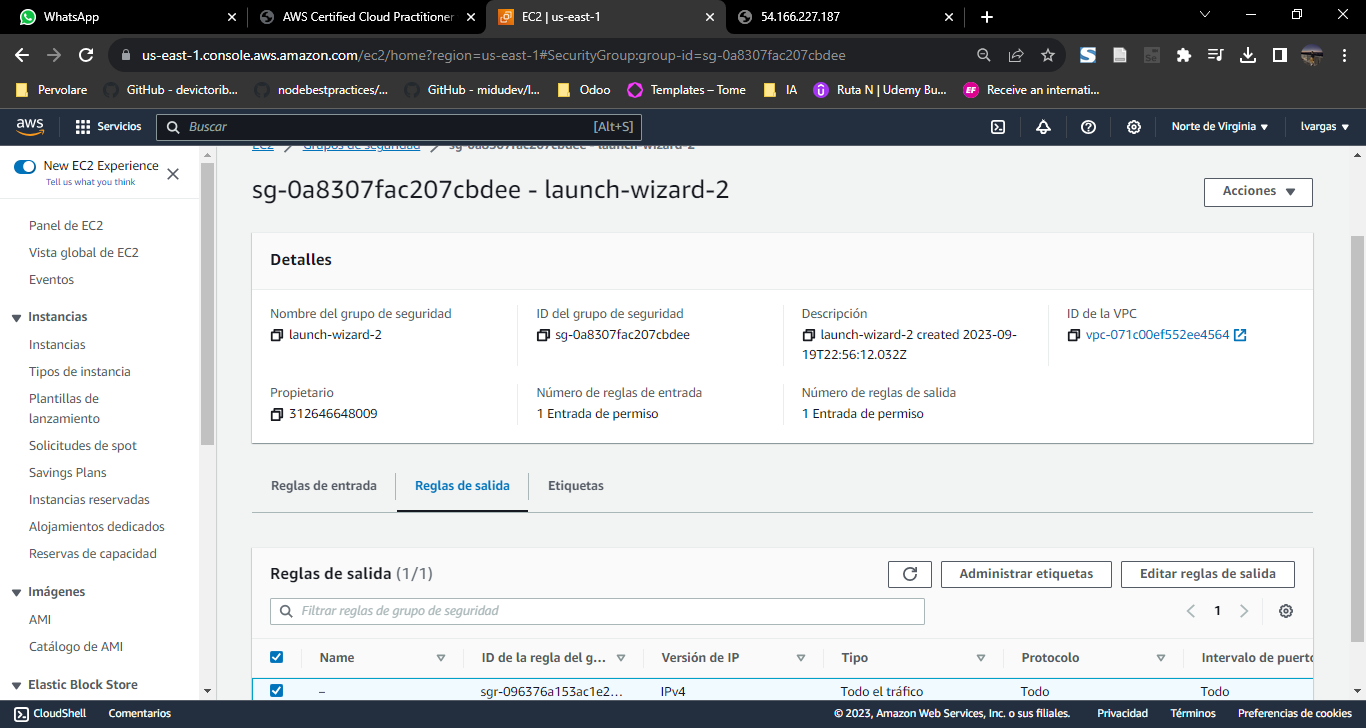 WhatsApp
AWS Certified Cloud Practitioner
EC2 | us-east-1
54.166.227.187
us-east-1.console.aws.amazon.com/ec2/home?region=us-east-1#SecurityGroup:group-id=sg-0a8307fac207cbdee
Pervolare
GitHub - devictorib...
nodebestpractices/...
GitHub - midudev/l...
Odoo
Templates – Tome
IA
Ruta N | Udemy Bu...
Receive an internati...
aws
Servicios
Buscar
[Alt+S]
Norte de Virginia
lvargas
New EC2 Experience
Tell us what you think
Panel de EC2
Vista global de EC2
Eventos
Instancias
Instancias
Tipos de instancia
Plantillas de
lanzamiento
Solicitudes de spot
Savings Plans
Instancias reservadas
Alojamientos dedicados
Reservas de capacidad
Imágenes
AMI
Catálogo de AMI
Elastic Block Store
EC2
Grupos de seguridad
sg-0a8307fac207cbdee - launch-wizard-2
sg-0a8307fac207cbdee - launch-wizard-2
Acciones
Detalles
Nombre del grupo de seguridad
launch-wizard-2
ID del grupo de seguridad
sg-0a8307fac207cbdee
Descripción
launch-wizard-2 created 2023-09-
19T22:56:12.032Z
ID de la VPC
vpc-071c00ef552ee4564
Propietario
312646648009
Número de reglas de entrada
1 Entrada de permiso
Número de reglas de salida
1 Entrada de permiso
Reglas de entrada
Reglas de salida
Etiquetas
Reglas de salida (1/1)
Administrar etiquetas
Editar reglas de salida
Filtrar reglas de grupo de seguridad
1
Name
ID de la regla del g...
Versión de IP
Tipo
Protocolo
Intervalo de puerto
–
sgr-096376a153ac1e2...
IPv4
Todo el tráfico
Todo
Todo
CloudShell
Comentarios
© 2023, Amazon Web Services, Inc. o sus filiales.
Privacidad
Términos
Preferencias de cookies